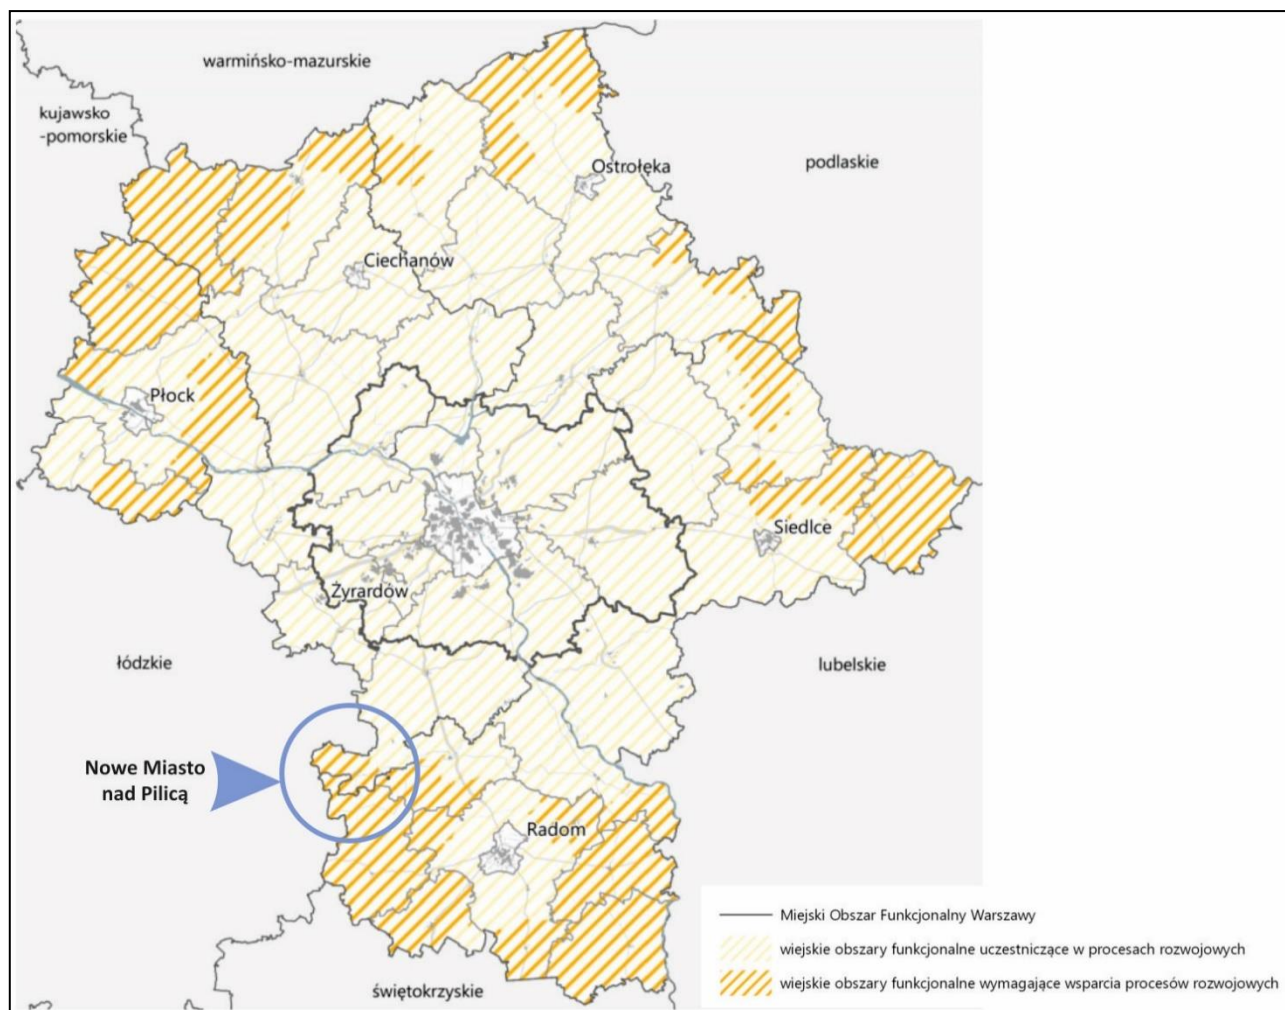 warmińsko-mazurskie
kujawsko
-pomorskie
podlaskie
Ostrołęka
Ciechanów
Płock
Siedlce
Żyrardów
łódzkie
lubelskie
Nowe Miasto
nad Pilicą
Radom
świętokrzyskie
Miejski Obszar Funkcjonalny Warszawy
wiejskie obszary funkcjonalne uczestniczące w procesach rozwojowych
wiejskie obszary funkcjonalne wymagające wsparcia procesów rozwojowych